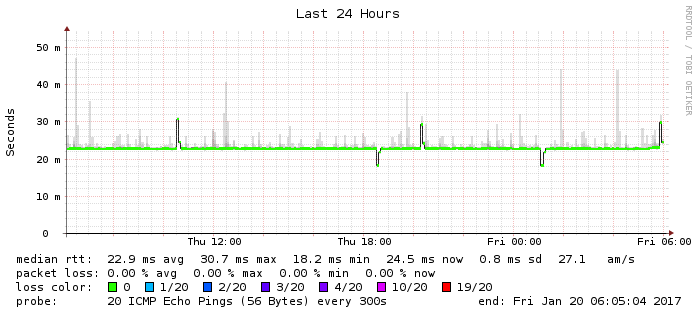 Last 24 Hours
RRDTOOL / TOBI OETIKER
Seconds
50 m
40 m
30 m
20 m
10 m
0
Thu 12:00 Thu 18:00 Fri 00:00 Fri 06:00
median rtt: 22.9 ms avg 30.7 ms max 18.2 ms min 24.5 ms now 0.8 ms sd 27.1 am/s
packet loss: 0.00 % avg 0.00 % max 0.00 % min 0.00 % now
loss color: 0 1/20 2/20 3/20 4/20 10/20 19/20
probe: 20 ICMP Echo Pings (56 Bytes) every 300s end: Fri Jan 20 06:05:04 2017